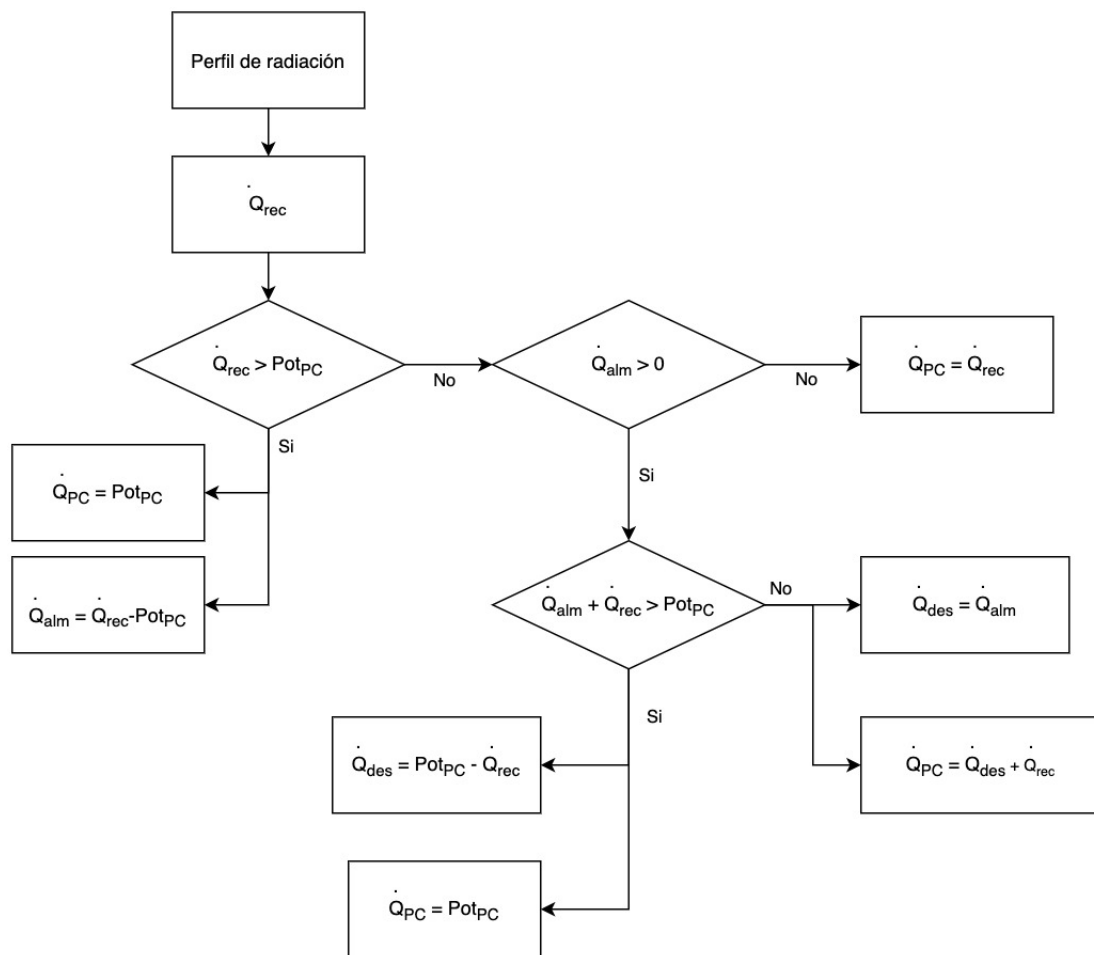 Perfil de radiación
Q̇rec
Q̇rec > PotPC
No
Q̇alm > 0
No
Q̇PC = Q̇rec
Si
Q̇PC = PotPC
Si
Q̇alm = Q̇rec-PotPC
Q̇alm + Q̇rec > PotPC
No
Q̇des = Q̇alm
Si
Q̇des = PotPC - Q̇rec
Q̇PC = Q̇des + Q̇rec
Q̇PC = PotPC